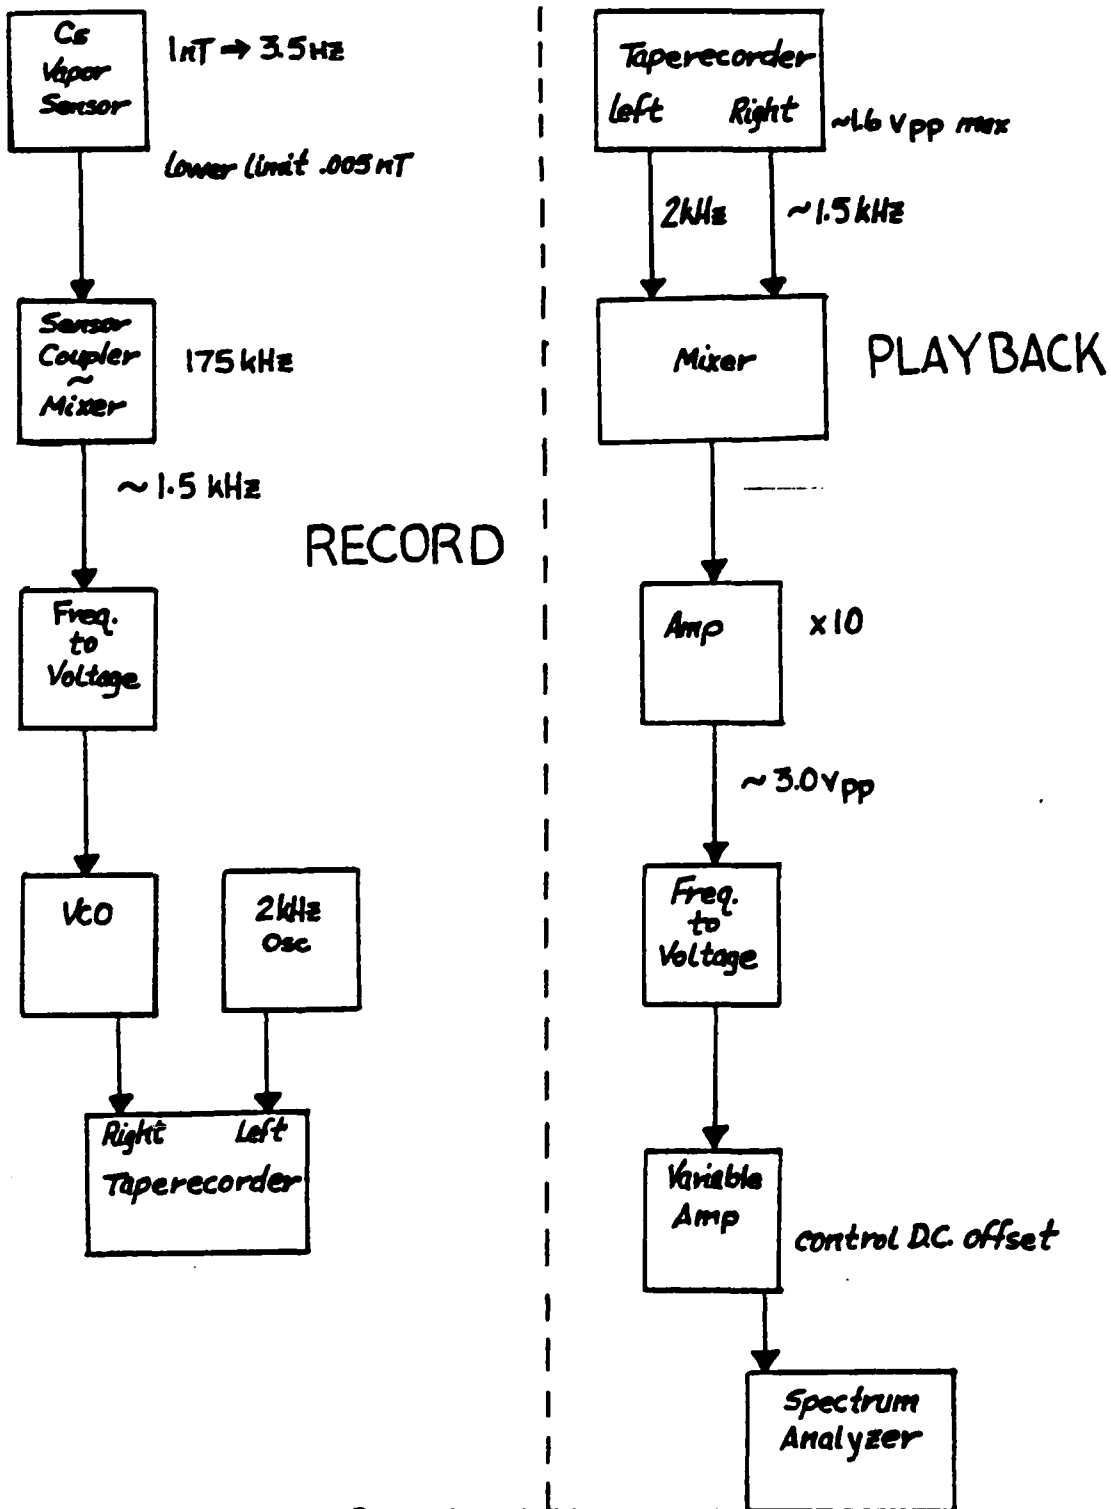 Cs
Vapor
Sensor
1nT → 3.5 Hz
Lower limit .005 nT
Sensor
Coupler
~
Mixer
175 kHz
~ 1.5 kHz
RECORD
Freq.
to
Voltage
VCO
2kHz
Osc
Right Left
Taperecorder
Taperecorder
Left Right
~1.6 Vpp max
2kHz
~1.5 kHz
Mixer
PLAYBACK
Amp
x10
~ 3.0 Vpp
Freq.
to
Voltage
Variable
Amp
control D.C. offset
Spectrum
Analyzer